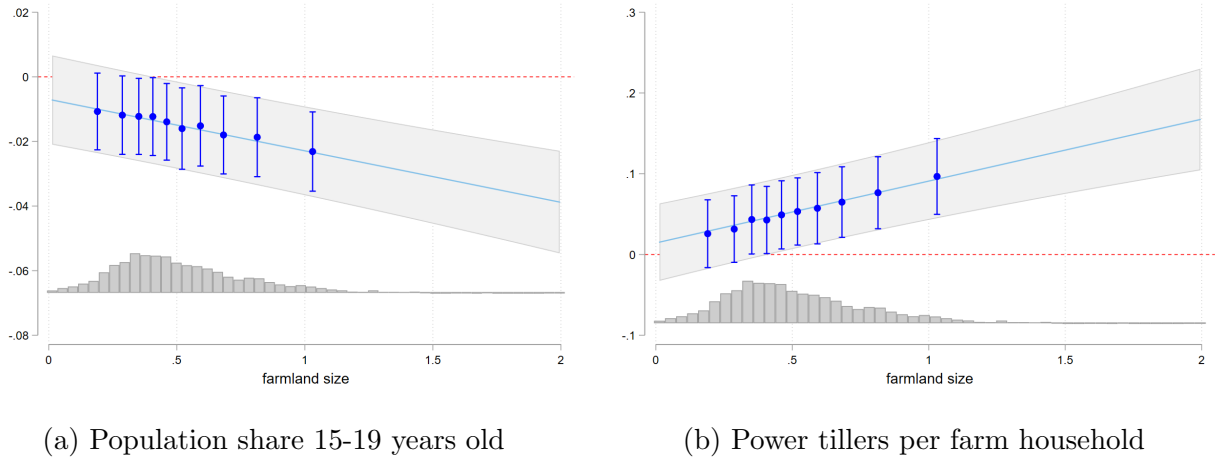 .02
0
-.02
-.04
-.06
-.08
0 .5 1 1.5 2
farmland size
(a) Population share 15-19 years old
.3
.2
.1
0
-.1
0 .5 1 1.5 2
farmland size
(b) Power tillers per farm household